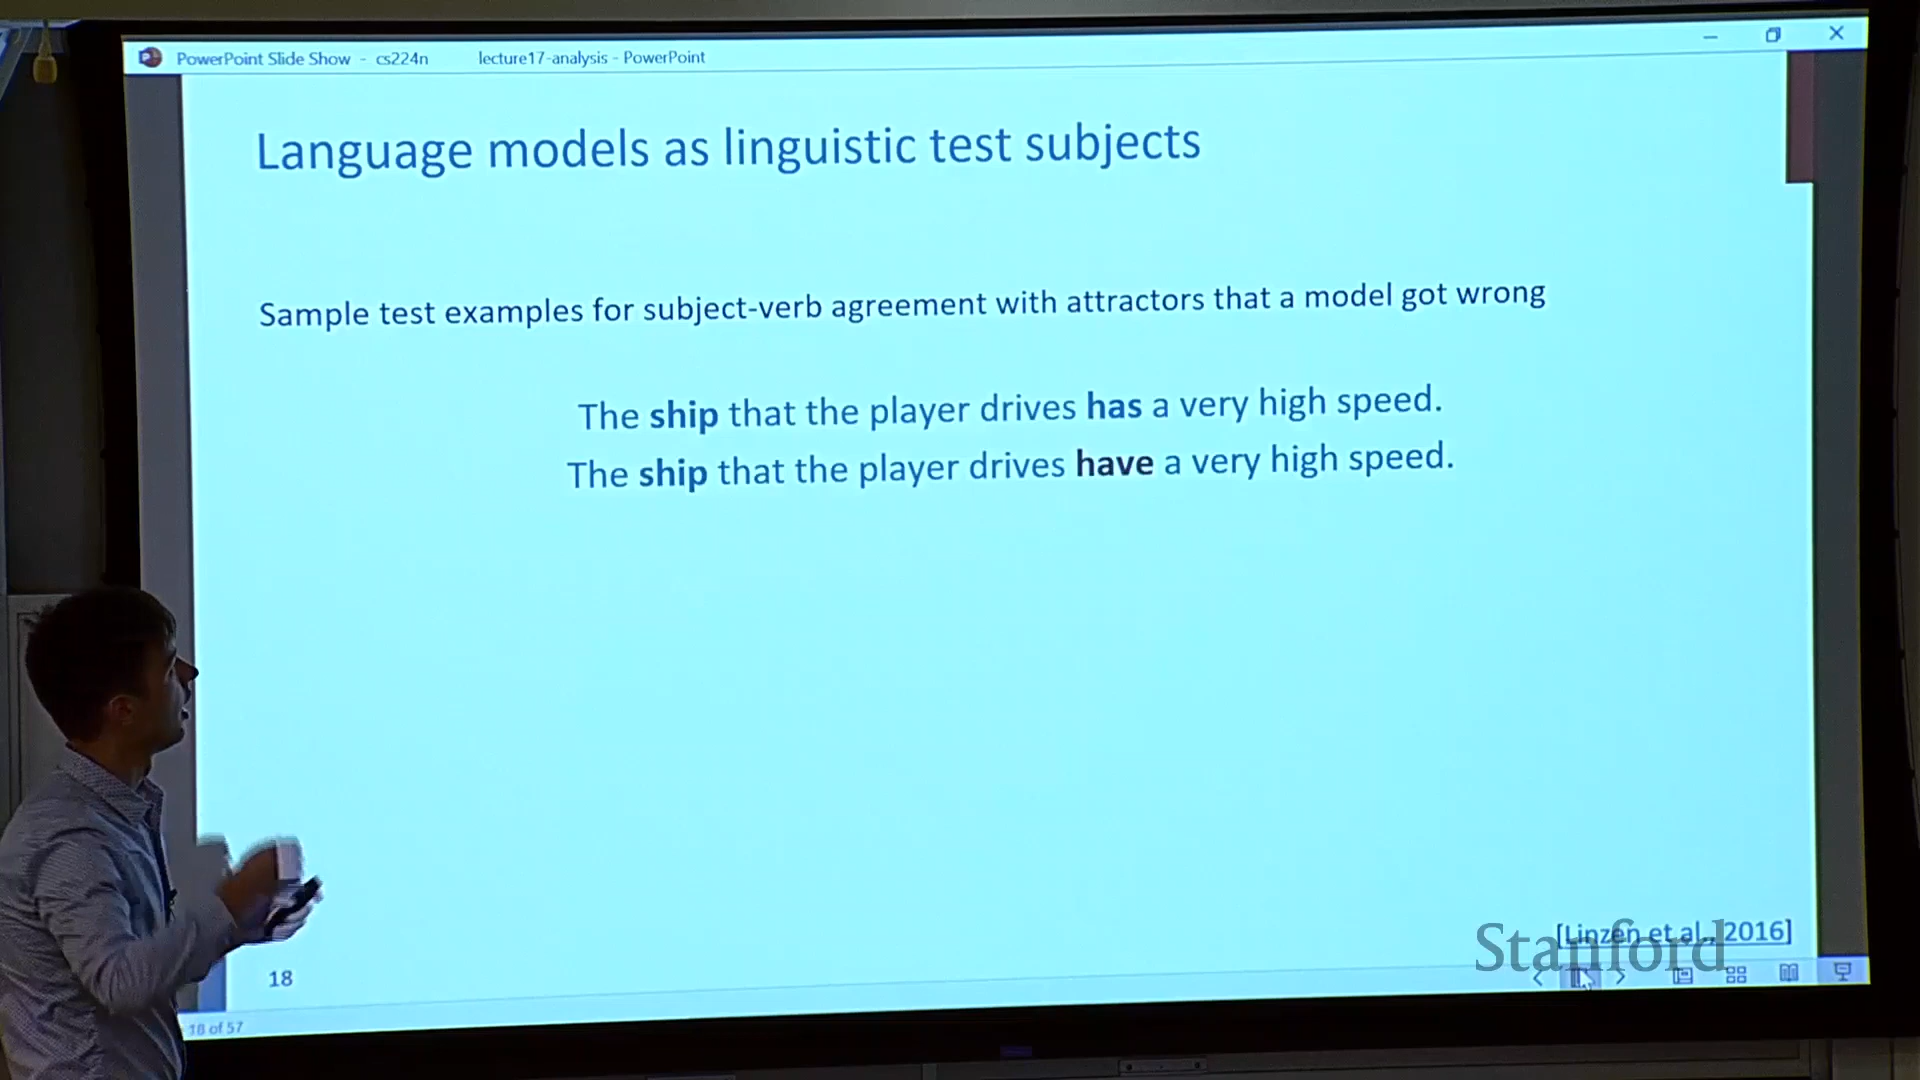 PowerPoint Slide Show - cs224n lecture17-analysis - PowerPoint
Language models as linguistic test subjects
Sample test examples for subject-verb agreement with attractors that a model got wrong
The ship that the player drives has a very high speed.
The ship that the player drives have a very high speed.
[Linzen et al., 2016]
Stanford
18
18 of 57